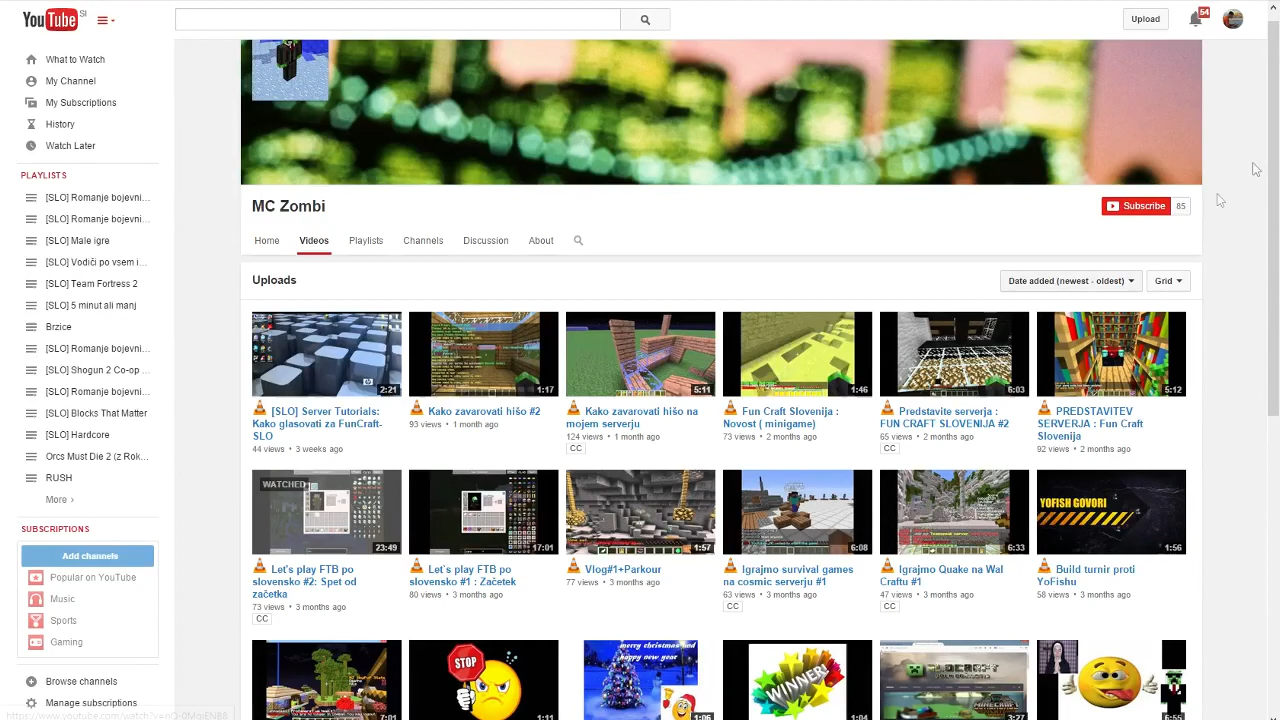 YouTube SI
Upload
54
What to Watch
My Channel
My Subscriptions
History
Watch Later
PLAYLISTS
[SLO] Romanje bojevni...
[SLO] Romanje bojevni...
[SLO] Male igre
[SLO] Vodiči po vsem i...
[SLO] Team Fortress 2
[SLO] 5 minut ali manj
Brzice
[SLO] Romanje bojevni...
[SLO] Shogun 2 Co-op ...
[SLO] Romanje bojevni...
[SLO] Blocks That Matter
[SLO] Hardcore
Orcs Must Die 2 (z Rok...
RUSH
More ›
SUBSCRIPTIONS
Add channels
Popular on YouTube
Music
Sports
Gaming
Browse channels
Manage subscriptions
MC Zombi
Subscribe 85
Home Videos Playlists Channels Discussion About
Uploads
Date added (newest - oldest) Grid
2:21
[SLO] Server Tutorials:
Kako glasovati za FunCraft-
SLO
44 views • 3 weeks ago
1:17
Kako zavarovati hišo #2
93 views • 1 month ago
5:11
Kako zavarovati hišo na
mojem serverju
124 views • 1 month ago
CC
1:46
Fun Craft Slovenija :
Novost ( minigame)
73 views • 2 months ago
6:03
Predstavite serverja :
FUN CRAFT SLOVENIJA #2
65 views • 2 months ago
CC
5:12
PREDSTAVITEV
SERVERJA : Fun Craft
Slovenija
92 views • 2 months ago
WATCHED
23:49
Let's play FTB po
slovensko #2: Spet od
začetka
73 views • 3 months ago
CC
17:01
Let`s play FTB po
slovensko #1 : Začetek
80 views • 3 months ago
1:57
Vlog#1+Parkour
77 views • 3 months ago
6:08
Igrajmo survival games
na cosmic serverju #1
63 views • 3 months ago
CC
6:33
Igrajmo Quake na Wal
Craftu #1
47 views • 3 months ago
CC
YOFISH GOVORI
1:56
Build turnir proti
YoFishu
58 views • 3 months ago
7:01
STOP
1:11
merry christmas and
happy new year
1:06
WINNER!
1:04
MINECRAFT
3:27
6:55